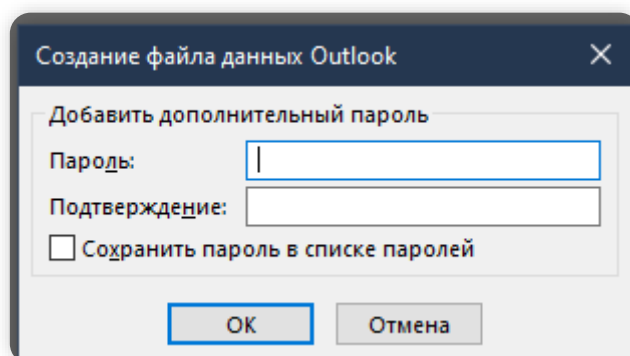 Создание файла данных Outlook
Добавить дополнительный пароль
Пароль:
Подтверждение:
Сохранить пароль в списке паролей
ОК Отмена